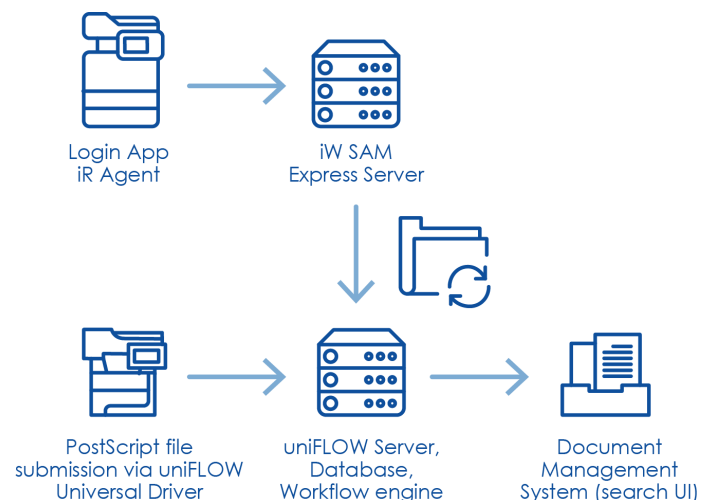 Login App
iR Agent
iW SAM
Express Server
PostScript file
submission via uniFLOW
Universal Driver
uniFLOW Server,
Database,
Workflow engine
Document
Management
System (search UI)